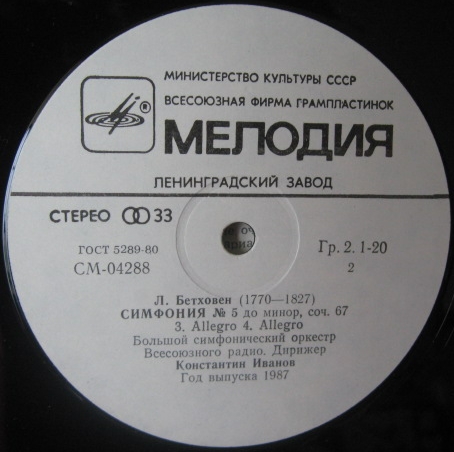 МИНИСТЕРСТВО КУЛЬТУРЫ СССР
ВСЕСОЮЗНАЯ ФИРМА ГРАМПЛАСТИНОК
®
МЕЛОДИЯ
ЛЕНИНГРАДСКИЙ ЗАВОД
СТЕРЕО 33
ГОСТ 5289-80
СМ-04288
Гр. 2. 1-20
2
Л. Бетховен (1770—1827)
СИМФОНИЯ № 5 до минор, соч. 67
3. Allegro 4. Allegro
Большой симфонический оркестр
Всесоюзного радио. Дирижер
Константин Иванов
Год выпуска 1987